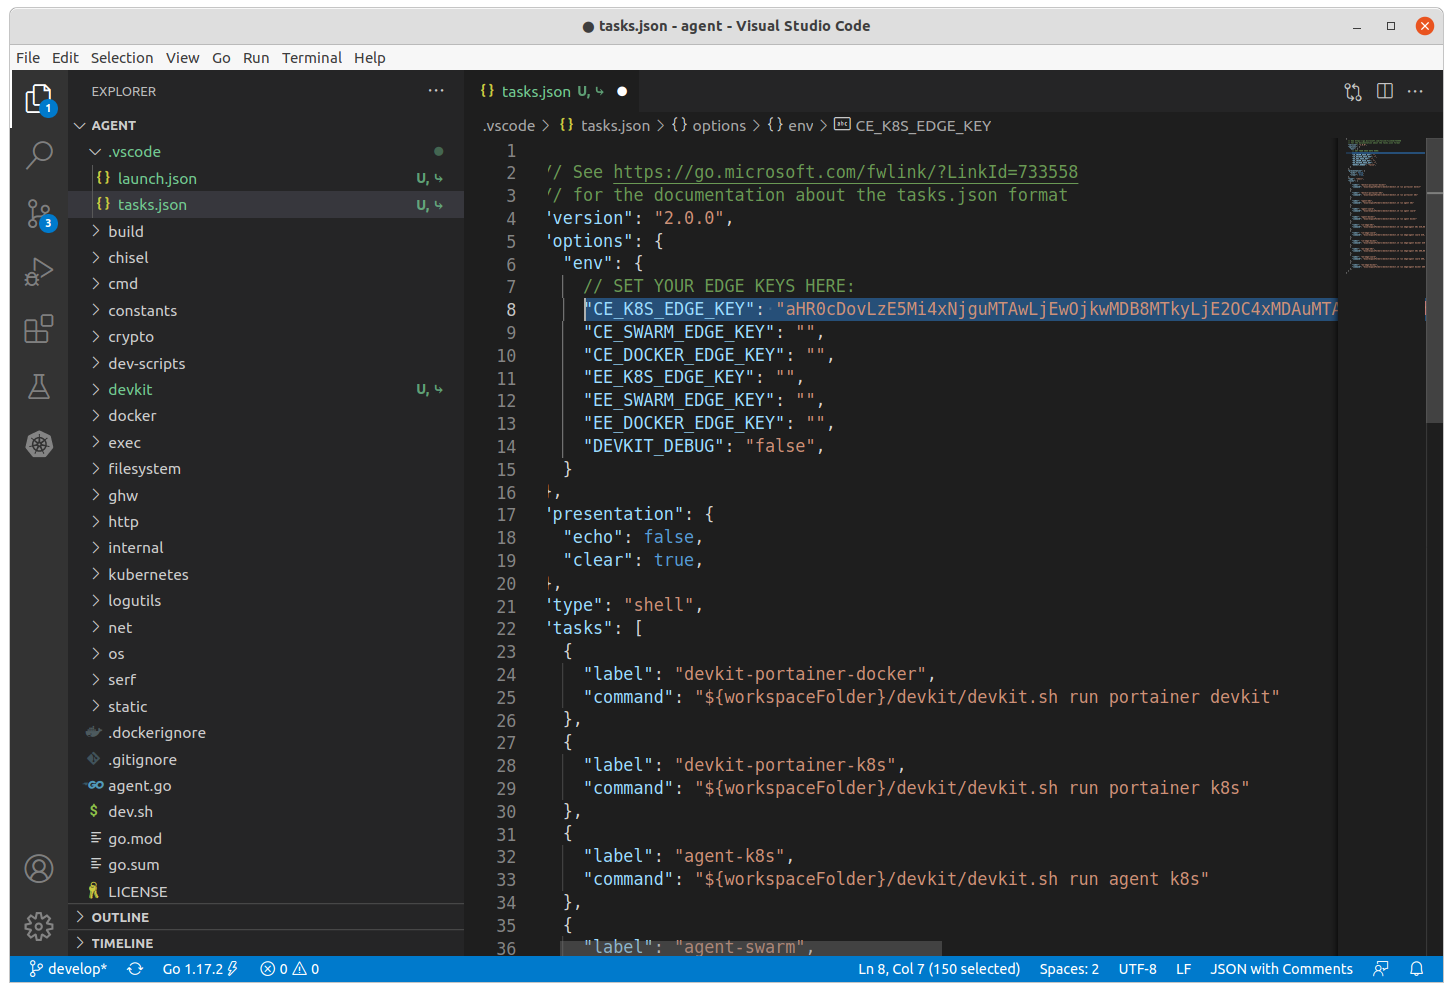 tasks.json - agent - Visual Studio Code
File Edit Selection View Go Run Terminal Help
EXPLORER
tasks.json U,
1
AGENT
.vscode > {} tasks.json > {} options > {} env > abc CE_K8S_EDGE_KEY
.vscode
launch.json U,
tasks.json U,
3
build
chisel
cmd
constants
crypto
dev-scripts
devkit U,
docker
exec
filesystem
ghw
http
internal
kubernetes
logutils
net
os
serf
static
.dockerignore
.gitignore
GO agent.go
$ dev.sh
go.mod
go.sum
LICENSE
OUTLINE
TIMELINE
1
2 // See https://go.microsoft.com/fwlink/?LinkId=733558
3 // for the documentation about the tasks.json format
4 "version": "2.0.0",
5 "options": {
6 "env": {
7 // SET YOUR EDGE KEYS HERE:
8 "CE_K8S_EDGE_KEY": "aHR0cDovLzE5Mi4xNjguMTAwLjEwOjkwMDB8MTkyLjE2OC4xMDAuMTA
9 "CE_SWARM_EDGE_KEY": "",
10 "CE_DOCKER_EDGE_KEY": "",
11 "EE_K8S_EDGE_KEY": "",
12 "EE_SWARM_EDGE_KEY": "",
13 "EE_DOCKER_EDGE_KEY": "",
14 "DEVKIT_DEBUG": "false",
15 }
16 },
17 "presentation": {
18 "echo": false,
19 "clear": true,
20 },
21 "type": "shell",
22 "tasks": [
23 {
24 "label": "devkit-portainer-docker",
25 "command": "${workspaceFolder}/devkit/devkit.sh run portainer devkit"
26 },
27 {
28 "label": "devkit-portainer-k8s",
29 "command": "${workspaceFolder}/devkit/devkit.sh run portainer k8s"
30 },
31 {
32 "label": "agent-k8s",
33 "command": "${workspaceFolder}/devkit/devkit.sh run agent k8s"
34 },
35 {
36 "label": "agent-swarm",
develop* Go 1.17.2 0 0 Ln 8, Col 7 (150 selected) Spaces: 2 UTF-8 LF JSON with Comments